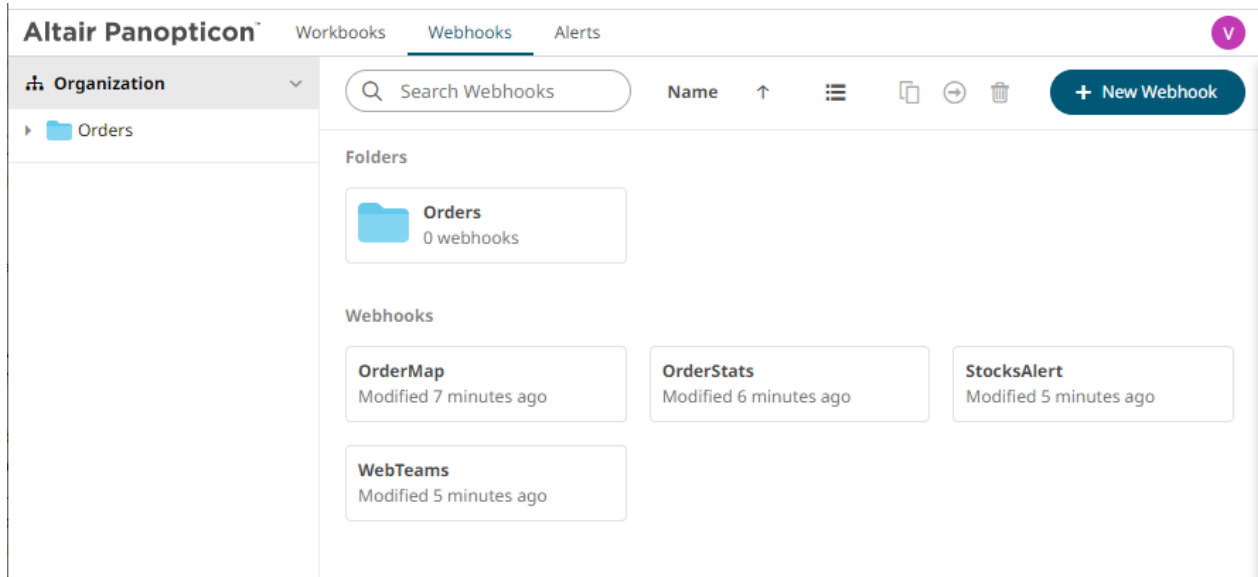 Altair Panopticon™ Workbooks Webhooks Alerts V
Organization
Orders
Search Webhooks Name New Webhook
Folders
Orders
0 webhooks
Webhooks
OrderMap
Modified 7 minutes ago
OrderStats
Modified 6 minutes ago
StocksAlert
Modified 5 minutes ago
WebTeams
Modified 5 minutes ago